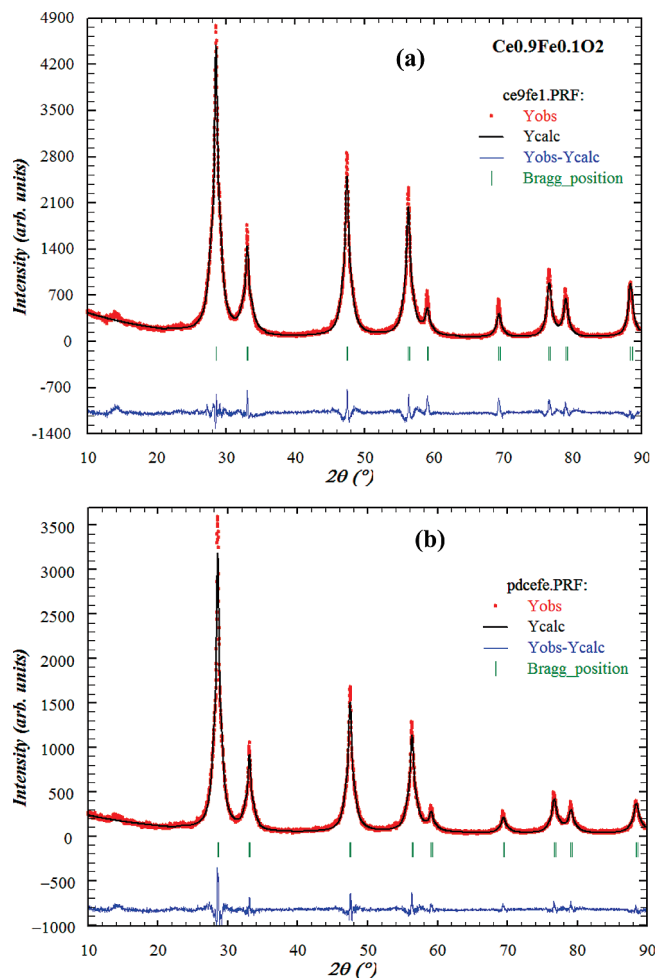 4900
4200
3500
2800
2100
1400
700
0
-700
-1400
Intensity (arb. units)
(a)
Ce0.9Fe0.1O2
ce9fe1.PRF:
Yobs
Ycalc
Yobs-Ycalc
Bragg_position
10 20 30 40 50 60 70 80 90
2θ (°)
3500
3000
2500
2000
1500
1000
500
0
−500
−1000
Intensity (arb. units)
(b)
pdcefe.PRF:
Yobs
Ycalc
Yobs-Ycalc
Bragg_position
10 20 30 40 50 60 70 80 90
2θ (°)